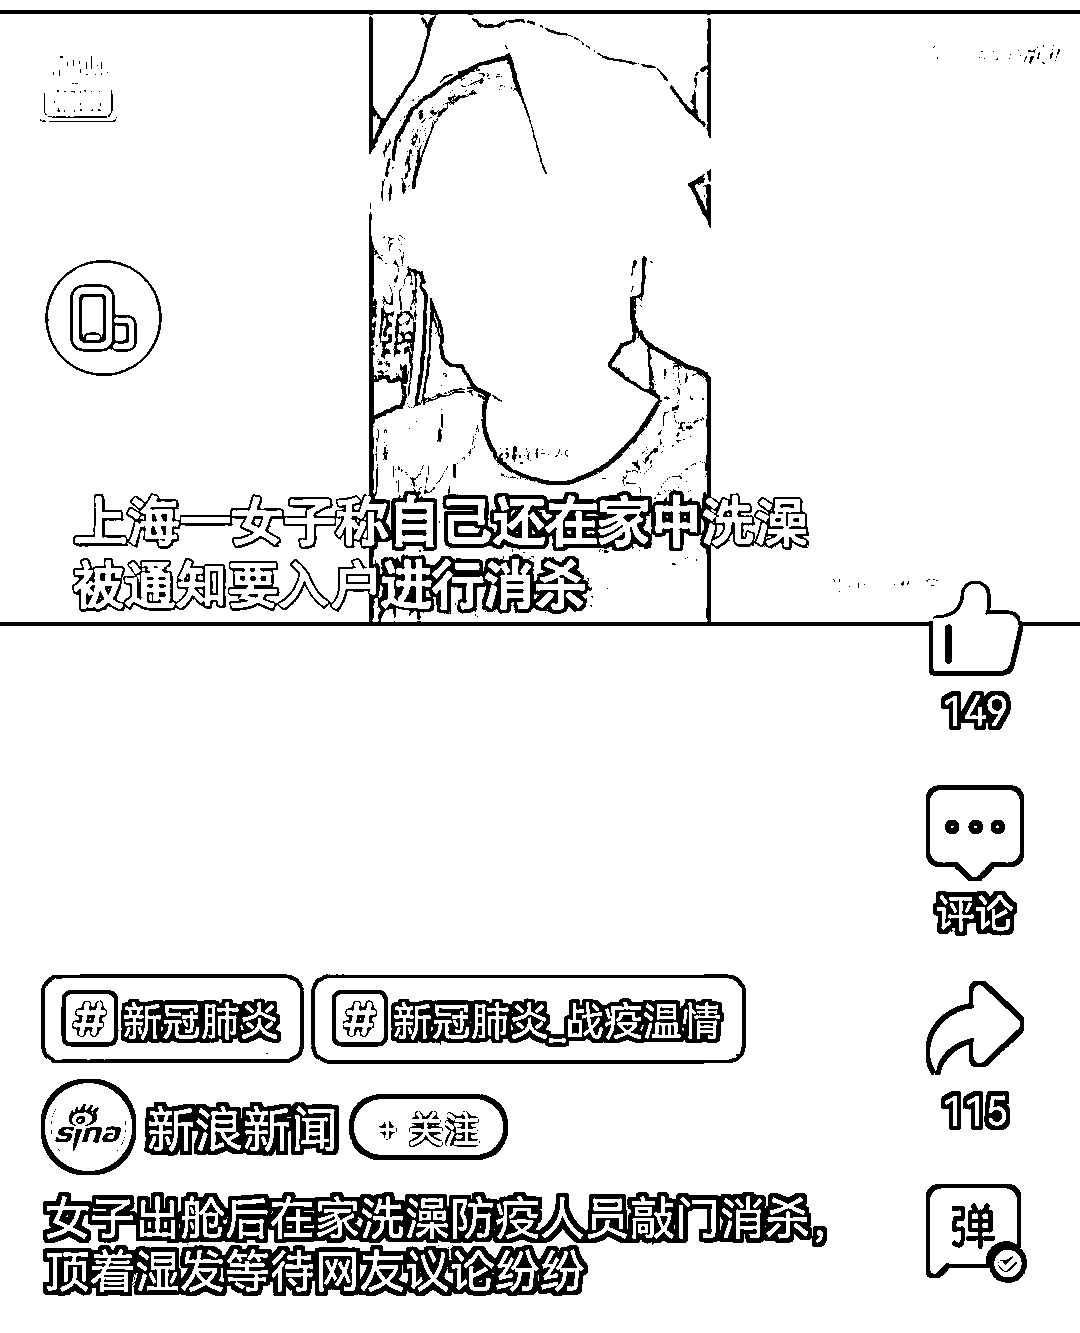 上海一女子称自己还在家中洗澡
被通知要入户进行消杀
149
评论
#新冠肺炎 #新冠肺炎_战疫温情
115
sina 新浪新闻 + 关注
女子出舱后在家洗澡防疫人员敲门消杀，
顶着湿发等待网友议论纷纷
弹